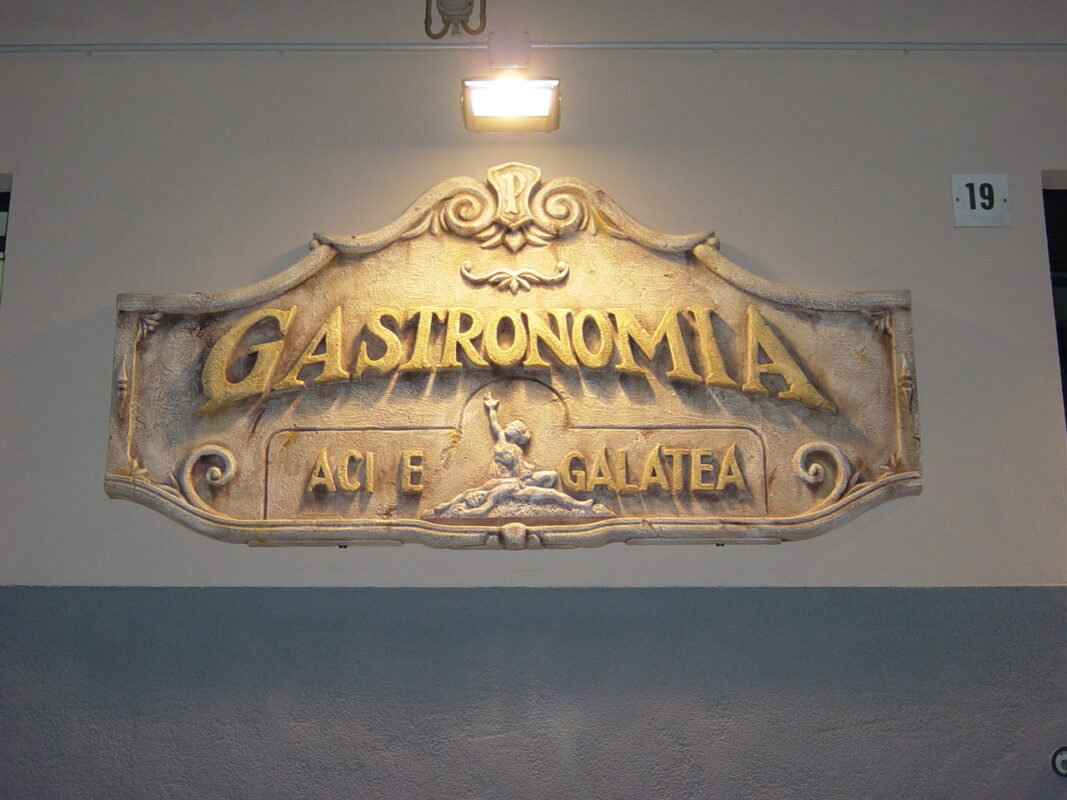 P
19
GASTRONOMIA
ACI E GALATEA